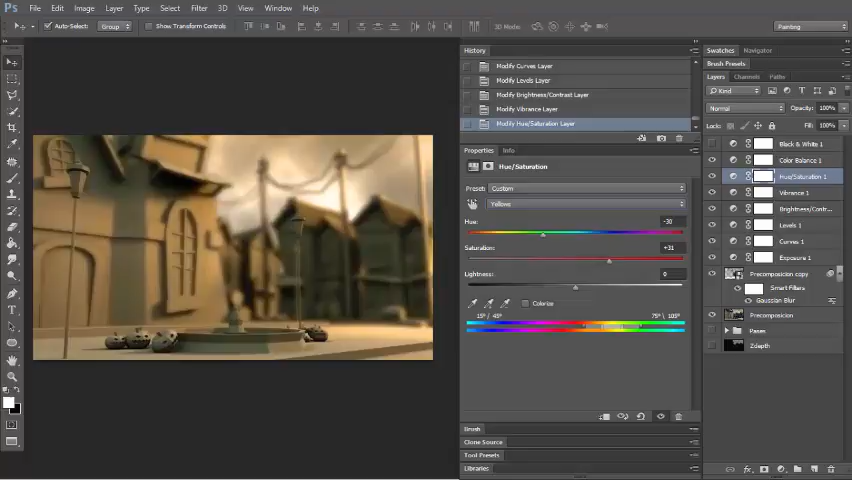 Ps File Edit Image Layer Type Select Filter 3D View Window Help
Auto-Select: Group Show Transform Controls 3D Mode: Painting
History
Modify Curves Layer
Modify Levels Layer
Modify Brightness/Contrast Layer
Modify Vibrance Layer
Modify Hue/Saturation Layer
Properties Info
Hue/Saturation
Preset: Custom
Yellows
Hue: -30
Saturation: +31
Lightness: 0
Colorize
15° / 45° 75° \ 105°
Brush
Clone Source
Tool Presets
Libraries
Swatches Navigator
Brush Presets
Layers Channels Paths
Kind
Normal Opacity: 100%
Lock: Fill: 100%
Black & White 1
Color Balance 1
Hue/Saturation 1
Vibrance 1
Brightness/Contr...
Levels 1
Curves 1
Exposure 1
Precomposition copy
Smart Filters
Gaussian Blur
Precomposition
Pases
Zdepth